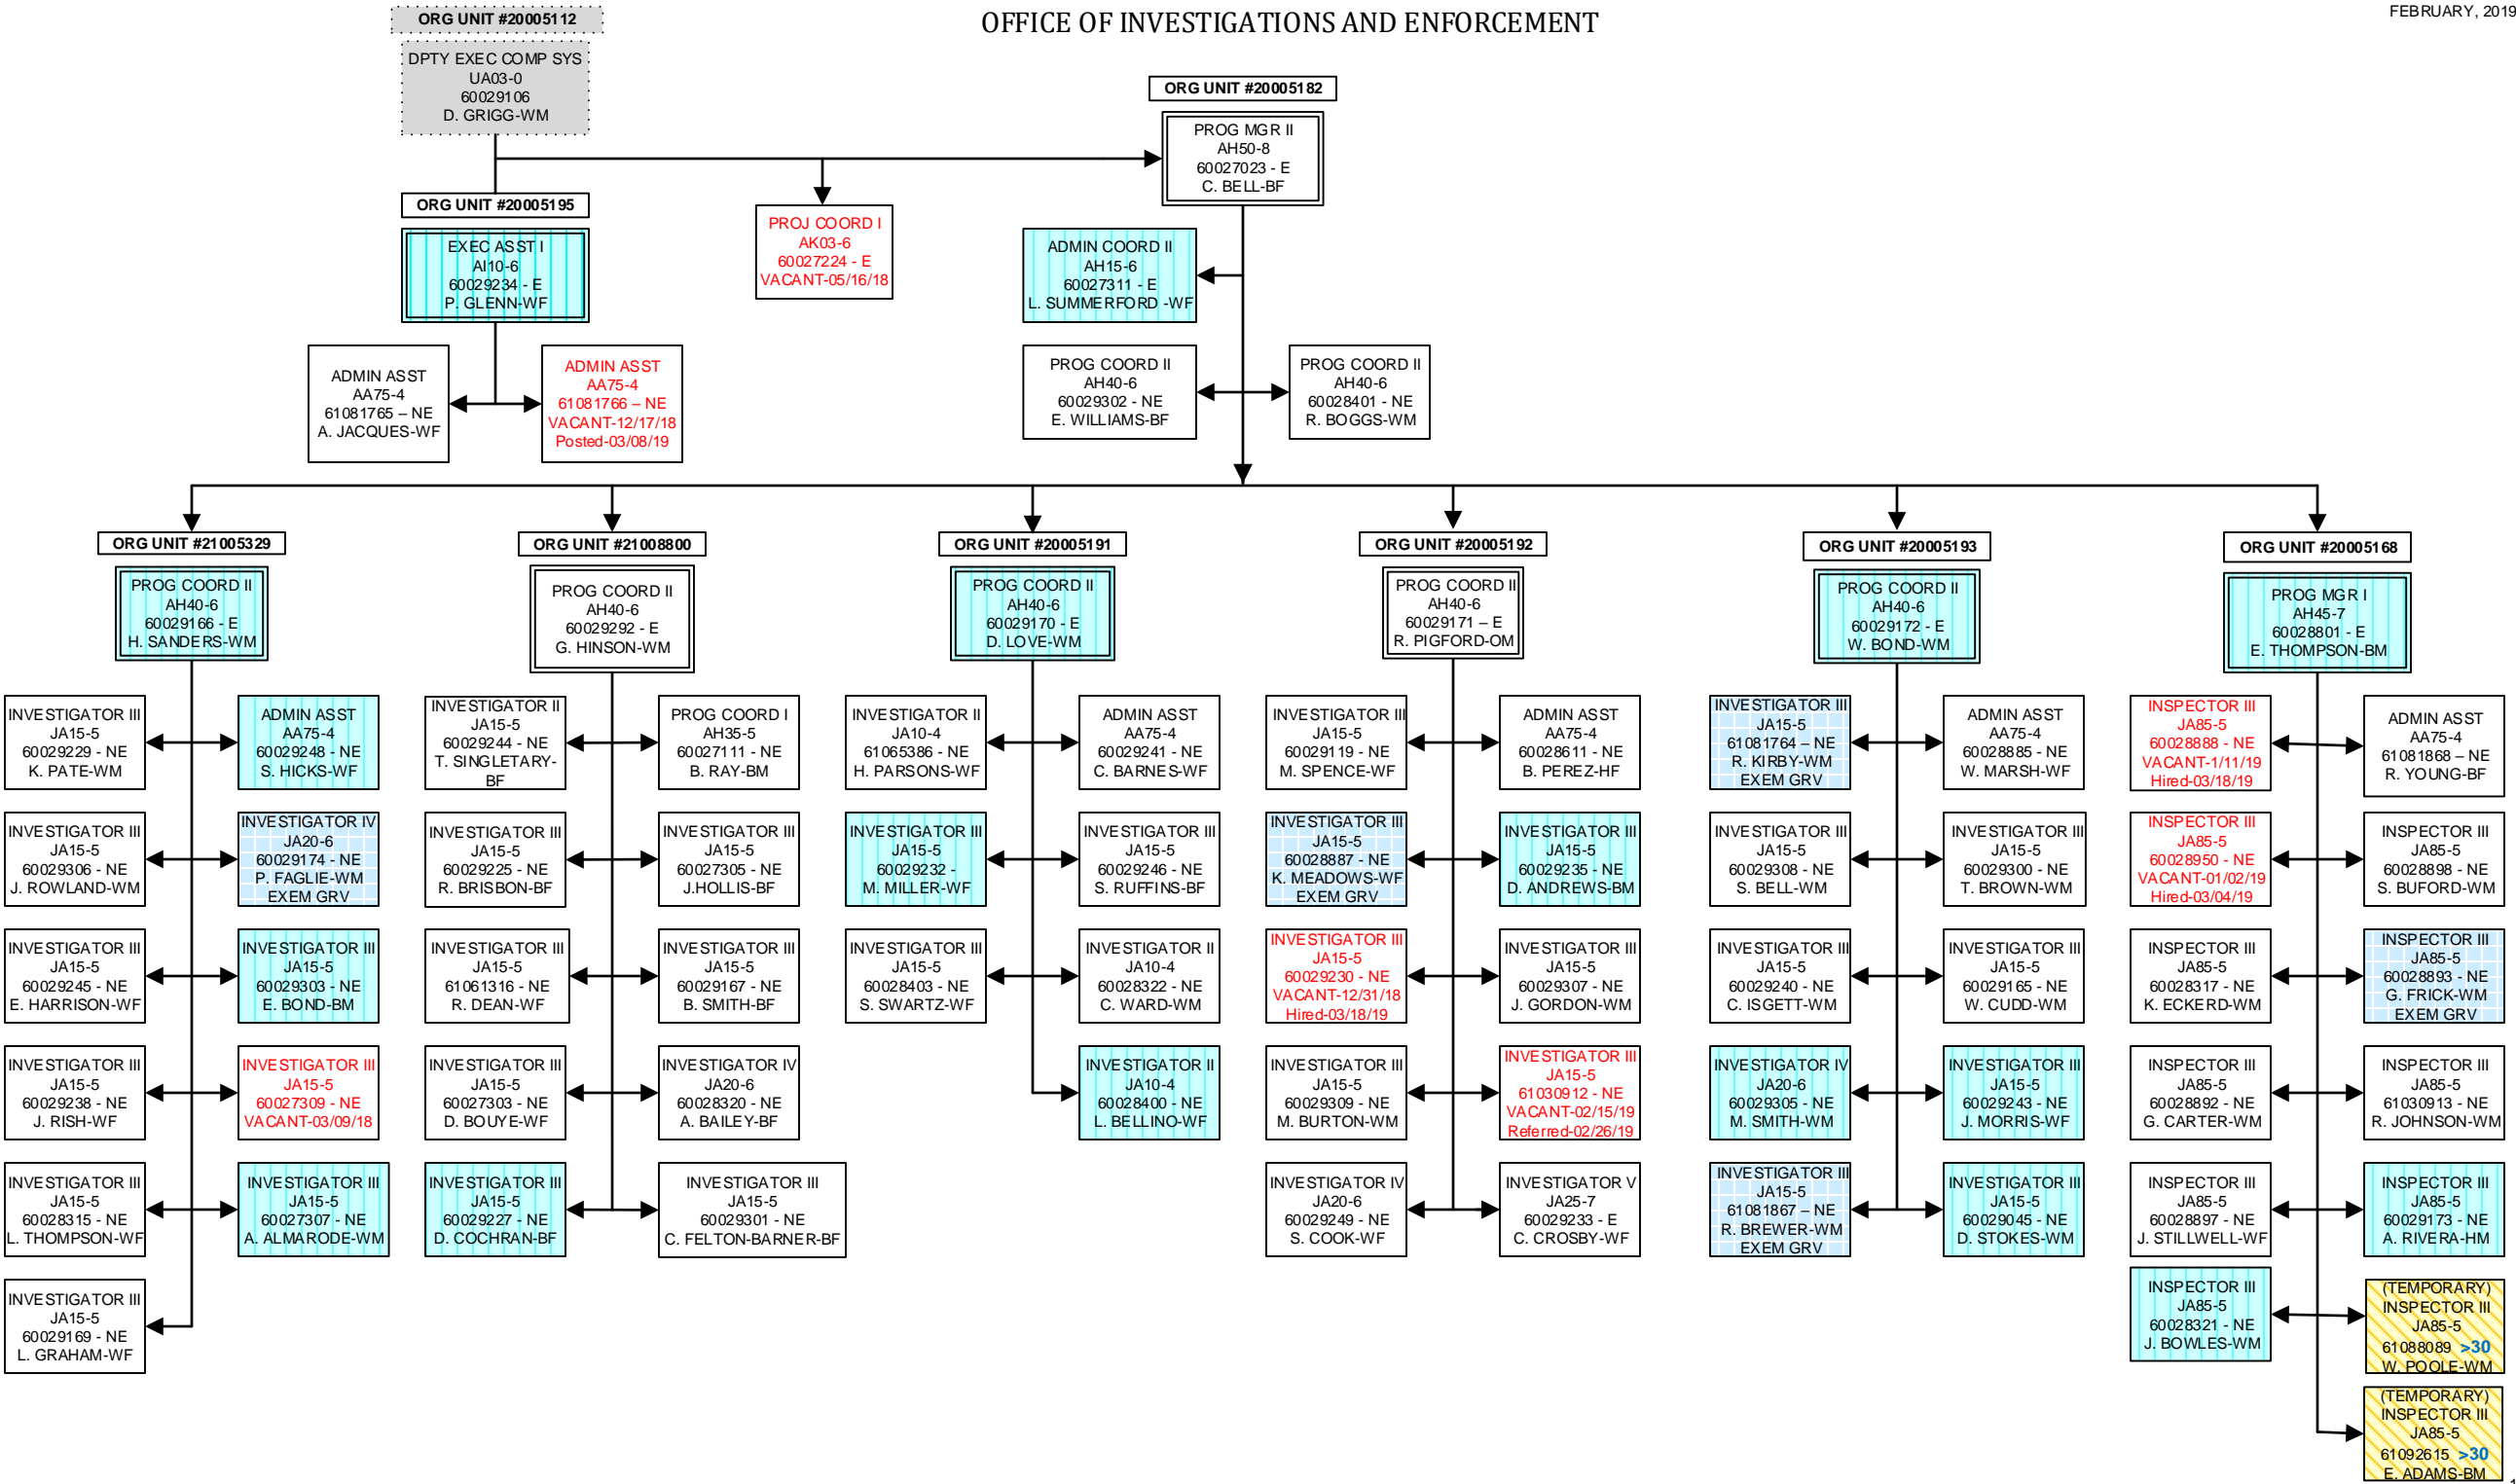 OFFICE OF INVESTIGATIONS AND ENFORCEMENT
FEBRUARY, 2019
ORG UNIT #20005112
DPTY EXEC COMP SYS
UA03-0
60029106
D. GRIGG-WM
ORG UNIT #20005182
PROG MGR II
AH50-8
60027023 - E
C. BELL-BF
ORG UNIT #20005195
EXEC ASST I
AI10-6
60029234 - E
P. GLENN-WF
PROJ COORD I
AK03-6
60027224 - E
VACANT-05/16/18
ADMIN COORD II
AH15-6
60027311 - E
L. SUMMERFORD -WF
ADMIN ASST
AA75-4
61081765 – NE
A. JACQUES-WF
ADMIN ASST
AA75-4
61081766 – NE
VACANT-12/17/18
Posted-03/08/19
PROG COORD II
AH40-6
60029302 - NE
E. WILLIAMS-BF
PROG COORD II
AH40-6
60028401 - NE
R. BOGGS-WM
ORG UNIT #21005329
PROG COORD II
AH40-6
60029166 - E
H. SANDERS-WM
INVESTIGATOR III
JA15-5
60029229 - NE
K. PATE-WM
ADMIN ASST
AA75-4
60029248 - NE
S. HICKS-WF
INVESTIGATOR III
JA15-5
60029306 - NE
J. ROWLAND-WM
INVESTIGATOR IV
JA20-6
60029174 - NE
P. FAGLIE-WM
EXEM GRV
INVESTIGATOR III
JA15-5
60029245 - NE
E. HARRISON-WF
INVESTIGATOR III
JA15-5
60029303 - NE
E. BOND-BM
INVESTIGATOR III
JA15-5
60029238 - NE
J. RISH-WF
INVESTIGATOR III
JA15-5
60027309 - NE
VACANT-03/09/18
INVESTIGATOR III
JA15-5
60028315 - NE
L. THOMPSON-WF
INVESTIGATOR III
JA15-5
60027307 - NE
A. ALMARODE-WM
INVESTIGATOR III
JA15-5
60029169 - NE
L. GRAHAM-WF
ORG UNIT #21008800
PROG COORD II
AH40-6
60029292 - E
G. HINSON-WM
INVESTIGATOR II
JA15-5
60029244 - NE
T. SINGLETARY-
BF
PROG COORD I
AH35-5
60027111 - NE
B. RAY-BM
INVESTIGATOR III
JA15-5
60029225 - NE
R. BRISBON-BF
INVESTIGATOR III
JA15-5
60027305 - NE
J.HOLLIS-BF
INVESTIGATOR III
JA15-5
61061316 - NE
R. DEAN-WF
INVESTIGATOR III
JA15-5
60029167 - NE
B. SMITH-BF
INVESTIGATOR III
JA15-5
60027303 - NE
D. BOUYE-WF
INVESTIGATOR IV
JA20-6
60028320 - NE
A. BAILEY-BF
INVESTIGATOR III
JA15-5
60029227 - NE
D. COCHRAN-BF
INVESTIGATOR III
JA15-5
60029301 - NE
C. FELTON-BARNER-BF
ORG UNIT #20005191
PROG COORD II
AH40-6
60029170 - E
D. LOVE-WM
INVESTIGATOR II
JA10-4
61065386 - NE
H. PARSONS-WF
ADMIN ASST
AA75-4
60029241 - NE
C. BARNES-WF
INVESTIGATOR III
JA15-5
60029232 -
M. MILLER-WF
INVESTIGATOR III
JA15-5
60029246 - NE
S. RUFFINS-BF
INVESTIGATOR III
JA15-5
60028403 - NE
S. SWARTZ-WF
INVESTIGATOR II
JA10-4
60028322 - NE
C. WARD-WM
INVESTIGATOR II
JA10-4
60028400 - NE
L. BELLINO-WF
ORG UNIT #20005192
PROG COORD II
AH40-6
60029171 – E
R. PIGFORD-OM
INVESTIGATOR III
JA15-5
60029119 - NE
M. SPENCE-WF
ADMIN ASST
AA75-4
60028611 - NE
B. PEREZ-HF
INVESTIGATOR III
JA15-5
60028887 - NE
K. MEADOWS-WF
EXEM GRV
INVESTIGATOR III
JA15-5
60029235 - NE
D. ANDREWS-BM
INVESTIGATOR III
JA15-5
60029230 - NE
VACANT-12/31/18
Hired-03/18/19
INVESTIGATOR III
JA15-5
60029307 - NE
J. GORDON-WM
INVESTIGATOR III
JA15-5
60029309 - NE
M. BURTON-WM
INVESTIGATOR III
JA15-5
61030912 - NE
VACANT-02/15/19
Referred-02/26/19
INVESTIGATOR IV
JA20-6
60029249 - NE
S. COOK-WF
INVESTIGATOR V
JA25-7
60029233 - E
C. CROSBY-WF
ORG UNIT #20005193
PROG COORD II
AH40-6
60029172 - E
W. BOND-WM
INVESTIGATOR III
JA15-5
61081764 – NE
R. KIRBY-WM
EXEM GRV
ADMIN ASST
AA75-4
60028885 - NE
W. MARSH-WF
INVESTIGATOR III
JA15-5
60029308 - NE
S. BELL-WM
INVESTIGATOR III
JA15-5
60029300 - NE
T. BROWN-WM
INVESTIGATOR III
JA15-5
60029240 - NE
C. ISGETT-WM
INVESTIGATOR III
JA15-5
60029165 - NE
W. CUDD-WM
INVESTIGATOR IV
JA20-6
60029305 - NE
M. SMITH-WM
INVESTIGATOR III
JA15-5
60029243 - NE
J. MORRIS-WF
INVESTIGATOR III
JA15-5
61081867 – NE
R. BREWER-WM
EXEM GRV
INVESTIGATOR III
JA15-5
60029045 - NE
D. STOKES-WM
ORG UNIT #20005168
PROG MGR I
AH45-7
60028801 - E
E. THOMPSON-BM
INSPECTOR III
JA85-5
60028888 - NE
VACANT-1/11/19
Hired-03/18/19
ADMIN ASST
AA75-4
61081868 – NE
R. YOUNG-BF
INSPECTOR III
JA85-5
60028950 - NE
VACANT-01/02/19
Hired-03/04/19
INSPECTOR III
JA85-5
60028898 - NE
S. BUFORD-WM
INSPECTOR III
JA85-5
60028317 - NE
K. ECKERD-WM
INSPECTOR III
JA85-5
60028893 - NE
G. FRICK-WM
EXEM GRV
INSPECTOR III
JA85-5
60028892 - NE
G. CARTER-WM
INSPECTOR III
JA85-5
61030913 - NE
R. JOHNSON-WM
INSPECTOR III
JA85-5
60028897 - NE
J. STILLWELL-WF
INSPECTOR III
JA85-5
60029173 - NE
A. RIVERA-HM
INSPECTOR III
JA85-5
60028321 - NE
J. BOWLES-WM
(TEMPORARY)
INSPECTOR III
JA85-5
61088089 >30
W. POOLE-WM
(TEMPORARY)
INSPECTOR III
JA85-5
61092615 >30
E. ADAMS-BM